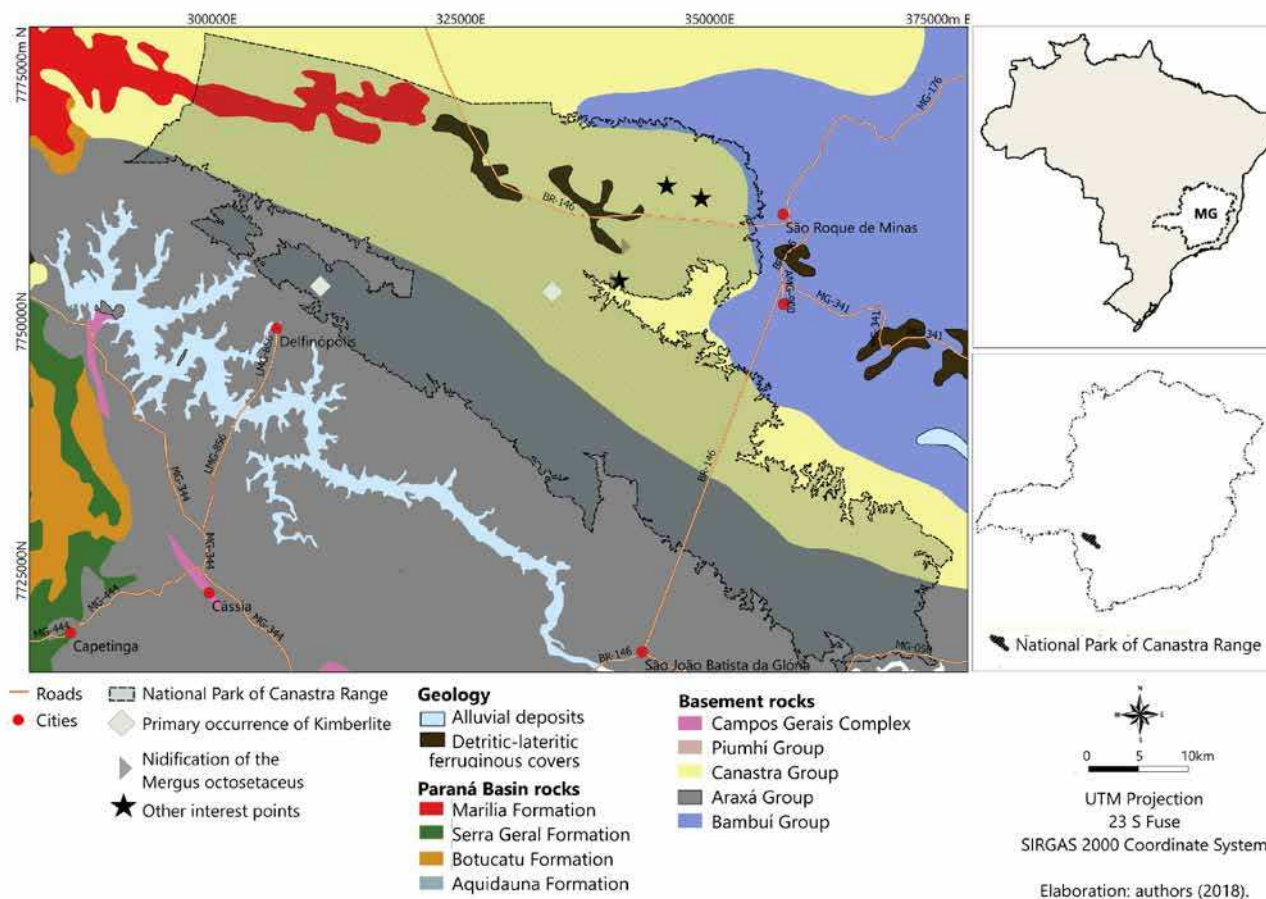 300000E
325000E
350000E
375000m E
7775000m N
7750000N
7725000N
MG-176
BR-146
São Roque de Minas
MG-341
MG-341
MG-341
Delfinópolis
LMG-856
MG-344
BR-146
MG-344
Cássia
MG-344
MG-444
MG-444
Capetinga
BR-146
São João Batista da Glória
MG
National Park of Canastra Range
Roads
Cities
National Park of Canastra Range
Primary occurrence of Kimberlite
Nidification of the
Mergus octosetaceus
Other interest points
Geology
Alluvial deposits
Detritic-lateritic
ferruginous covers
Paraná Basin rocks
Marília Formation
Serra Geral Formation
Botucatu Formation
Aquidauna Formation
Basement rocks
Campos Gerais Complex
Piumhí Group
Canastra Group
Araxá Group
Bambuí Group
N
S
0 5 10km
UTM Projection
23 S Fuse
SIRGAS 2000 Coordinate System
Elaboration: authors (2018).